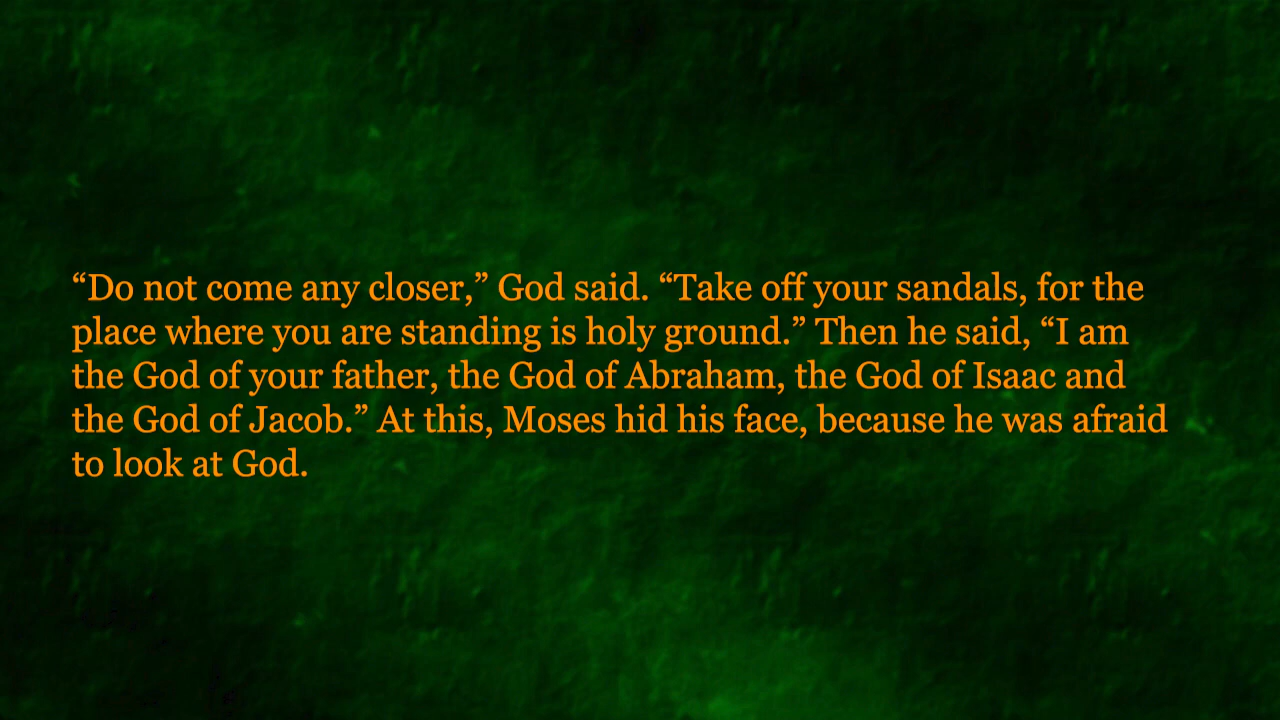 “Do not come any closer,” God said. “Take off your sandals, for the
place where you are standing is holy ground.” Then he said, “I am
the God of your father, the God of Abraham, the God of Isaac and
the God of Jacob.” At this, Moses hid his face, because he was afraid
to look at God.